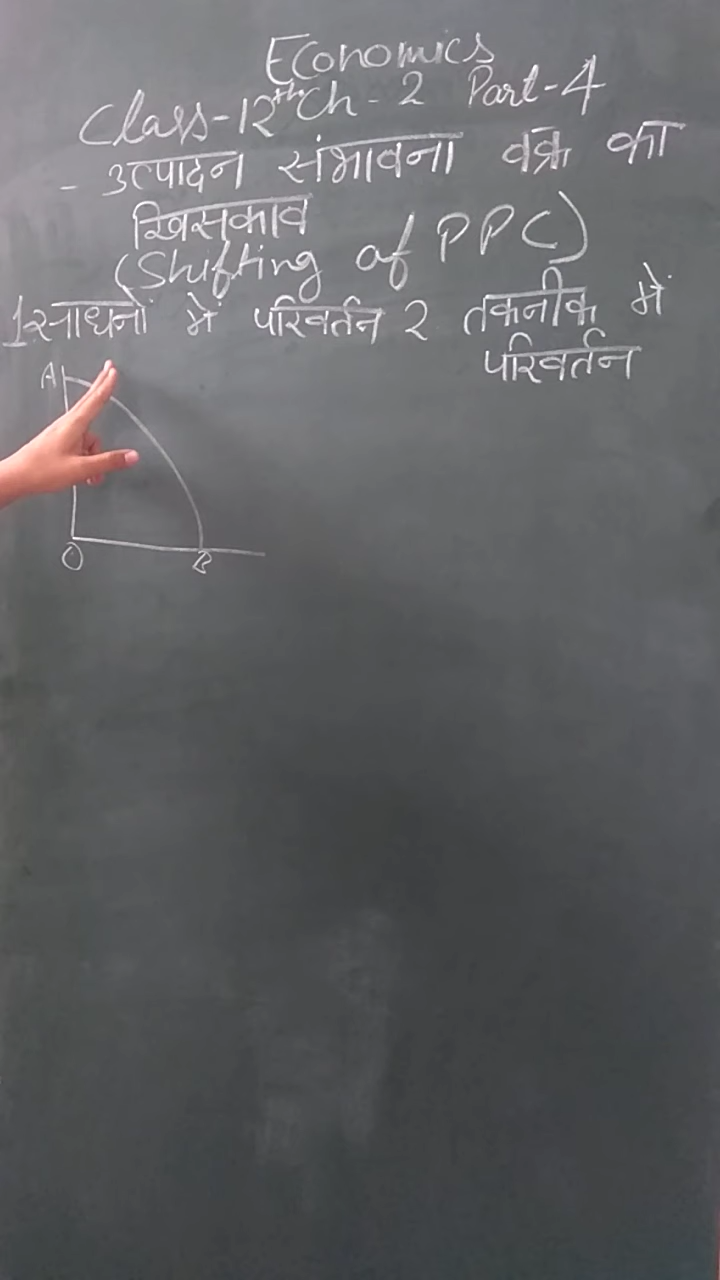 Economics
Class-12th Ch-2 Part-4
- उत्पादन संभावना वक्र का
खिसकाव
(Shifting of PPC)
1 साधनों में परिवर्तन 2 तकनीक में
परिवर्तन
A
O B